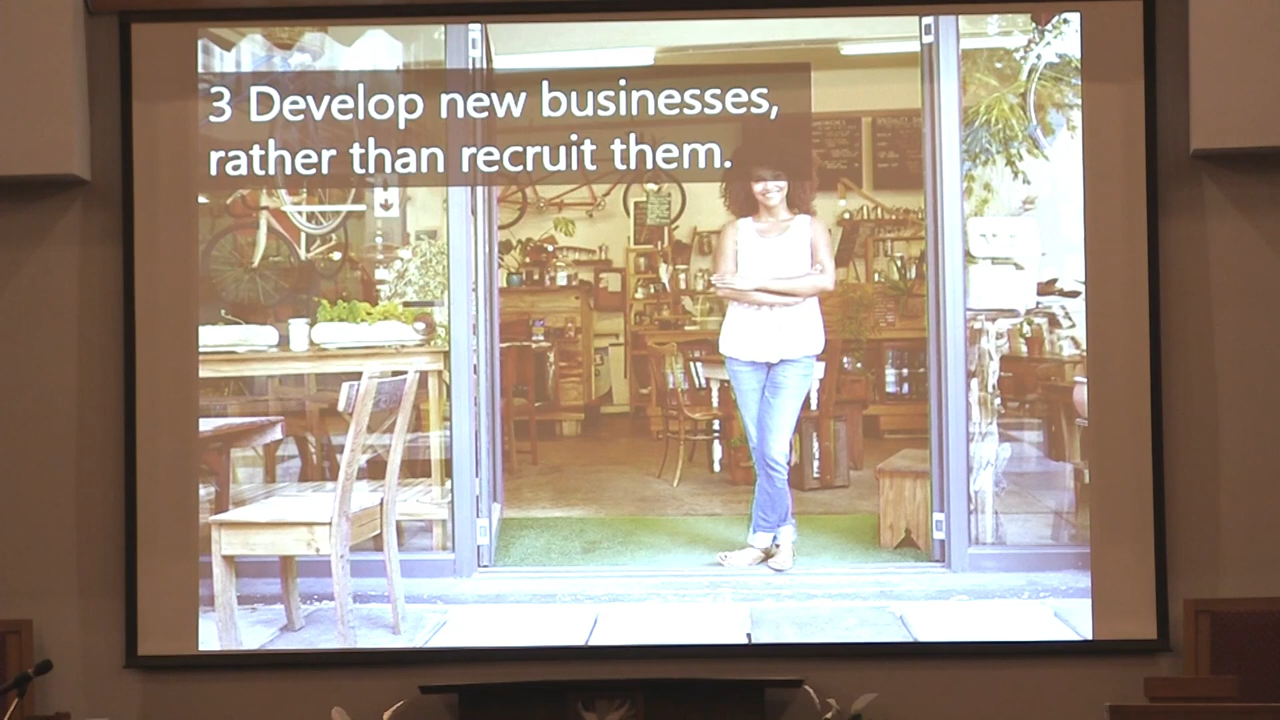 3 Develop new businesses,
rather than recruit them.